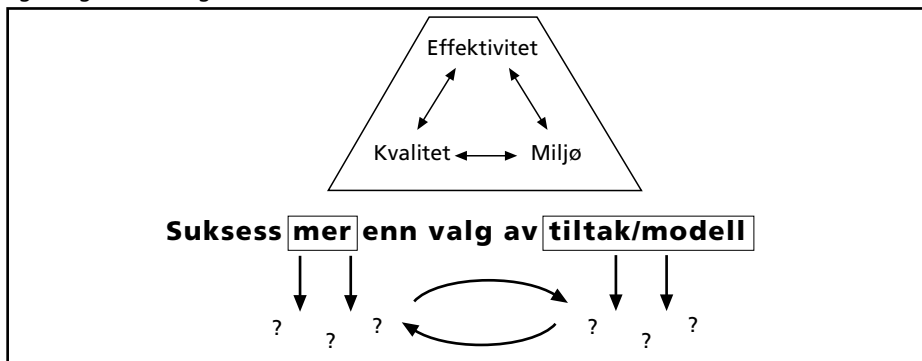 Effektivitet
Kvalitet Miljø
Suksess mer enn valg av tiltak/modell
? ? ? ? ? ?